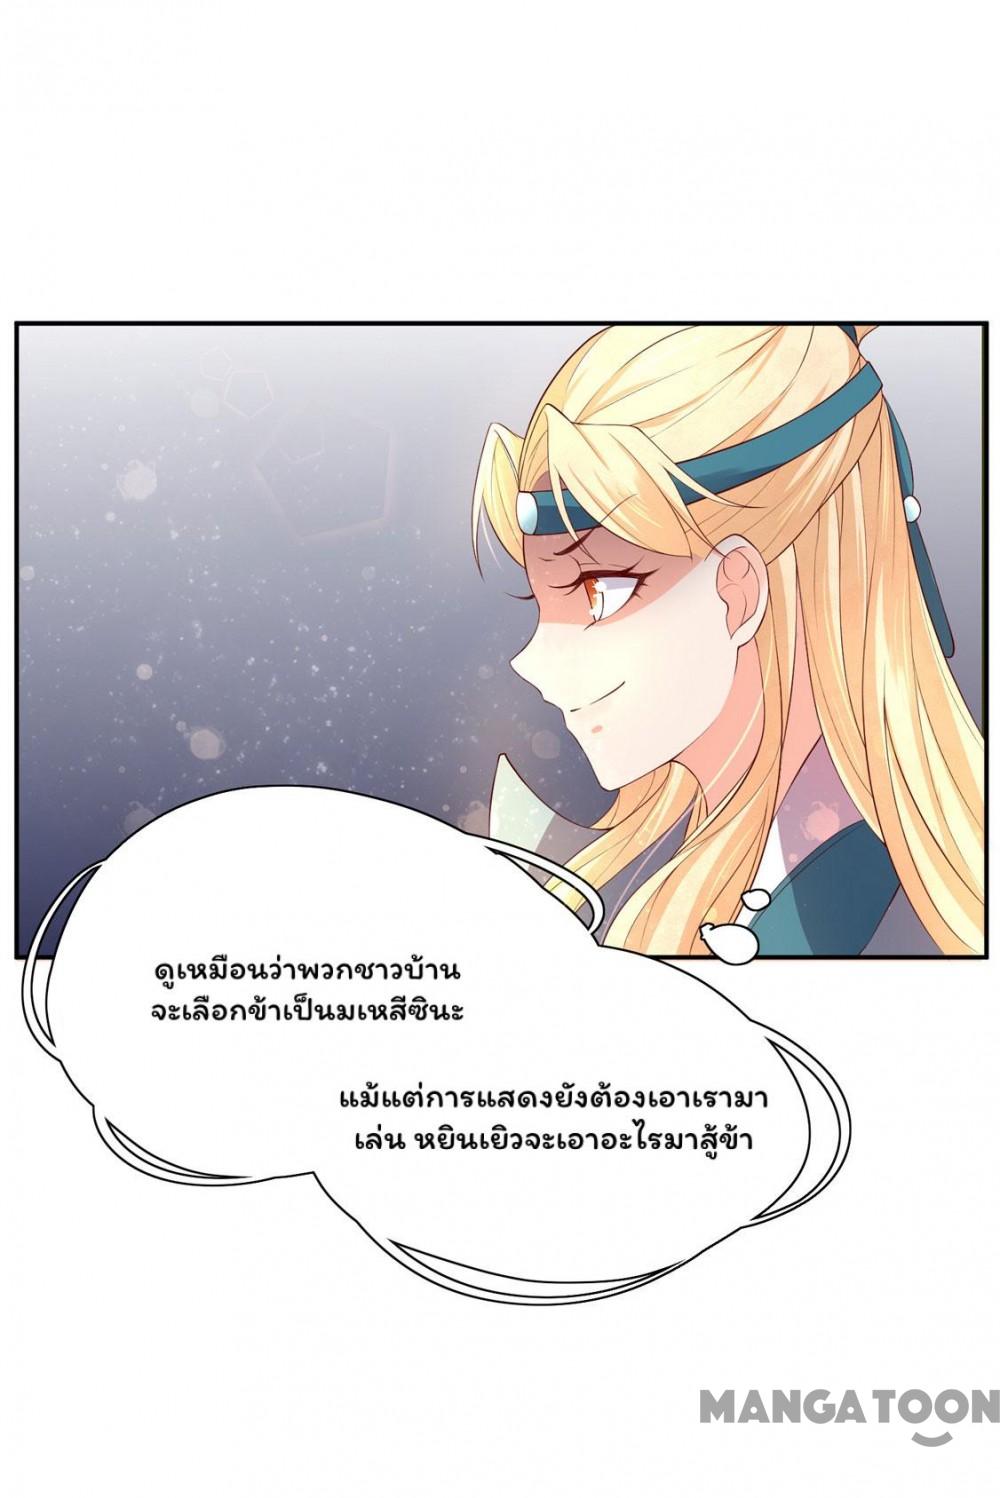 ดูเหมือนว่าพวกชาวบ้าน
จะเลือกข้าเป็นมเหสีซินะ
แม้แต่การแสดงยังต้องเอาเรามา
เล่น หยินเยิวจะเอาอะไรมาสู้ข้า
MANGATOON